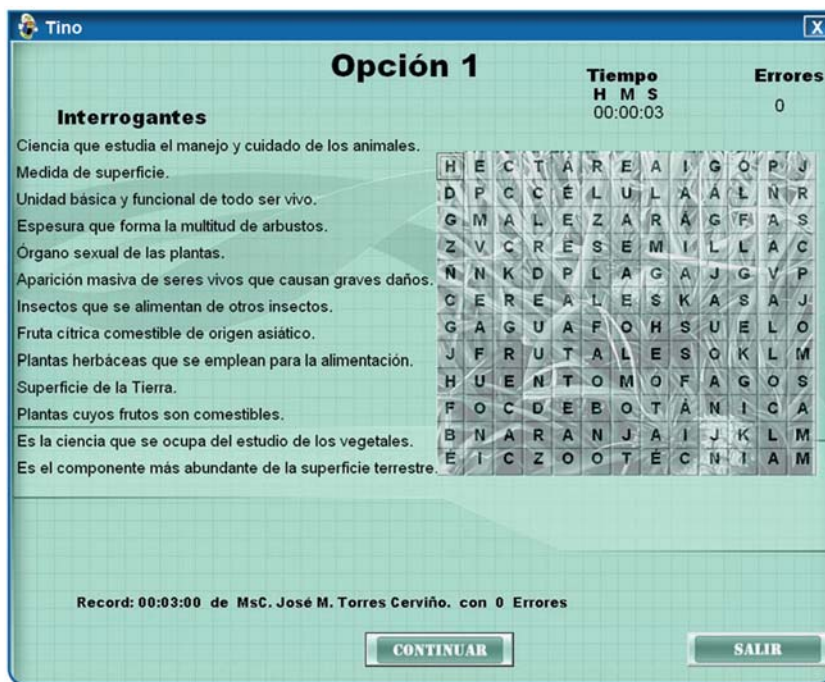 Tino
X
Opción 1
Tiempo
H M S
00:00:03
Errores
0
Interrogantes
Ciencia que estudia el manejo y cuidado de los animales.
Medida de superficie.
Unidad básica y funcional de todo ser vivo.
Espesura que forma la multitud de arbustos.
Órgano sexual de las plantas.
Aparición masiva de seres vivos que causan graves daños.
Insectos que se alimentan de otros insectos.
Fruta cítrica comestible de origen asiático.
Plantas herbáceas que se emplean para la alimentación.
Superficie de la Tierra.
Plantas cuyos frutos son comestibles.
Es la ciencia que se ocupa del estudio de los vegetales.
Es el componente más abundante de la superficie terrestre.
H E C T Á R E A I G O P J
D P C C É L U L A Á L Ñ R
G M A L E Z A R Á G F A S
Z V C R E S E M I L L A C
Ñ N K D P L A G A J G V P
C E R E A L E S K A S A J
G A G U A F O H S U E L O
J F R U T A L E S O K L M
H U E N T O M Ó F A G O S
F O C D E B O T Á N I C A
B N A R A N J A I J K L M
É I C Z O O T É C N I A M
Record: 00:03:00 de MsC. José M. Torres Cerviño. con 0 Errores
CONTINUAR
SALIR